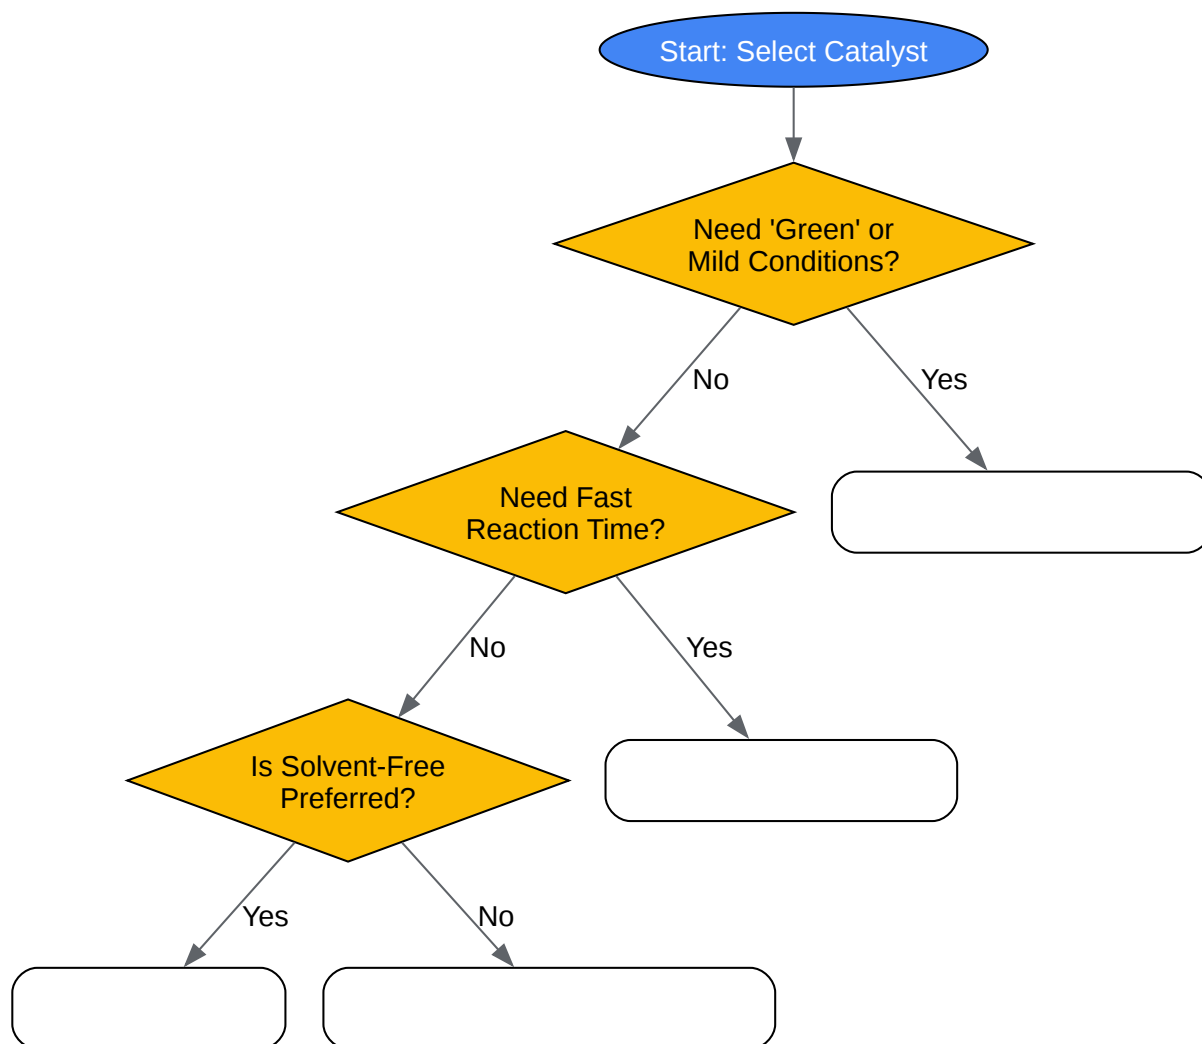 Start: Select Catalyst
Need 'Green' or
Mild Conditions?
No
Yes
Need Fast
Reaction Time?
No
Yes
Is Solvent-Free
Preferred?
Yes
No